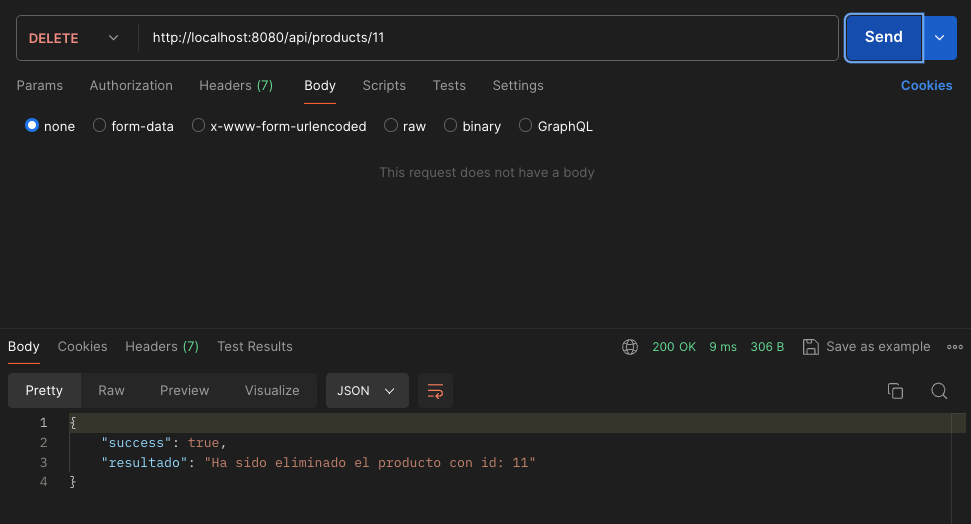 DELETE http://localhost:8080/api/products/11 Send
Params Authorization Headers (7) Body Scripts Tests Settings Cookies
none form-data x-www-form-urlencoded raw binary GraphQL
This request does not have a body
Body Cookies Headers (7) Test Results 200 OK 9 ms 306 B Save as example
Pretty Raw Preview Visualize JSON
1 {
2 "success": true,
3 "resultado": "Ha sido eliminado el producto con id: 11"
4 }